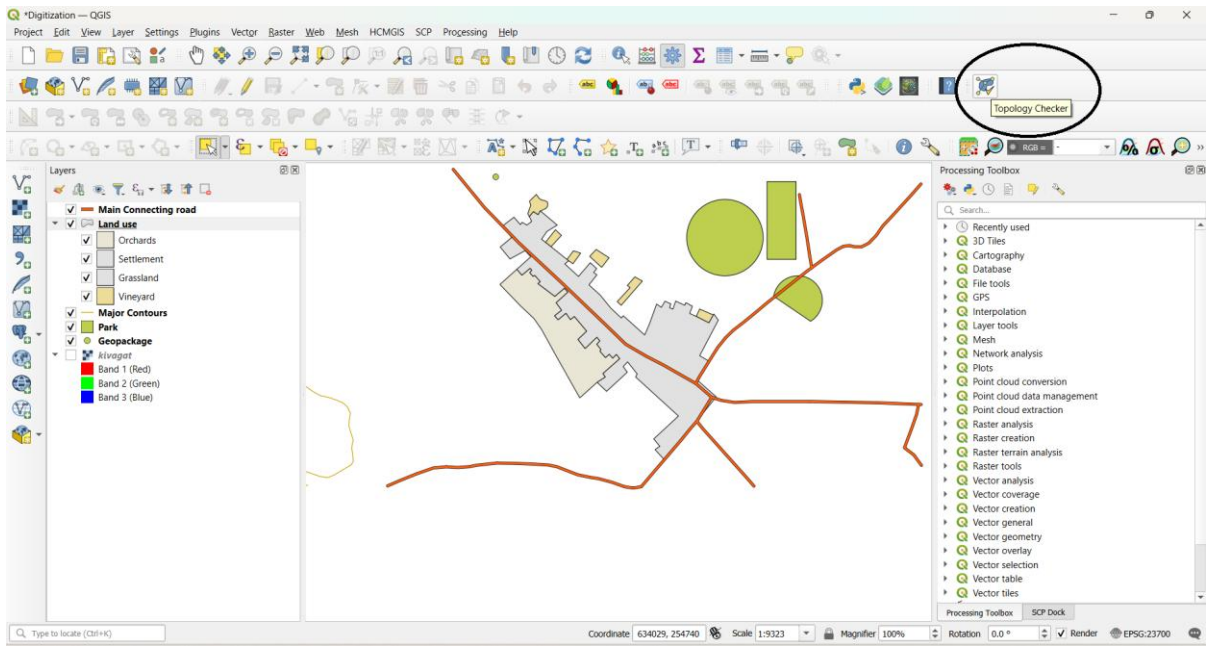 *Digitization — QGIS
Project Edit View Layer Settings Plugins Vector Raster Web Mesh HCMGIS SCP Processing Help
Topology Checker
RGB = -
Layers
Main Connecting road
Land use
Orchards
Settlement
Grassland
Vineyard
Major Contours
Park
Geopackage
kivagat
Band 1 (Red)
Band 2 (Green)
Band 3 (Blue)
Processing Toolbox
Search...
Recently used
3D Tiles
Cartography
Database
File tools
GPS
Interpolation
Layer tools
Mesh
Network analysis
Plots
Point cloud conversion
Point cloud data management
Point cloud extraction
Raster analysis
Raster creation
Raster terrain analysis
Raster tools
Vector analysis
Vector coverage
Vector creation
Vector general
Vector geometry
Vector overlay
Vector selection
Vector table
Vector tiles
Processing Toolbox SCP Dock
Type to locate (Ctrl+K) Coordinate 634029, 254740 Scale 1:9323 Magnifier 100% Rotation 0.0 ° Render EPSG:23700